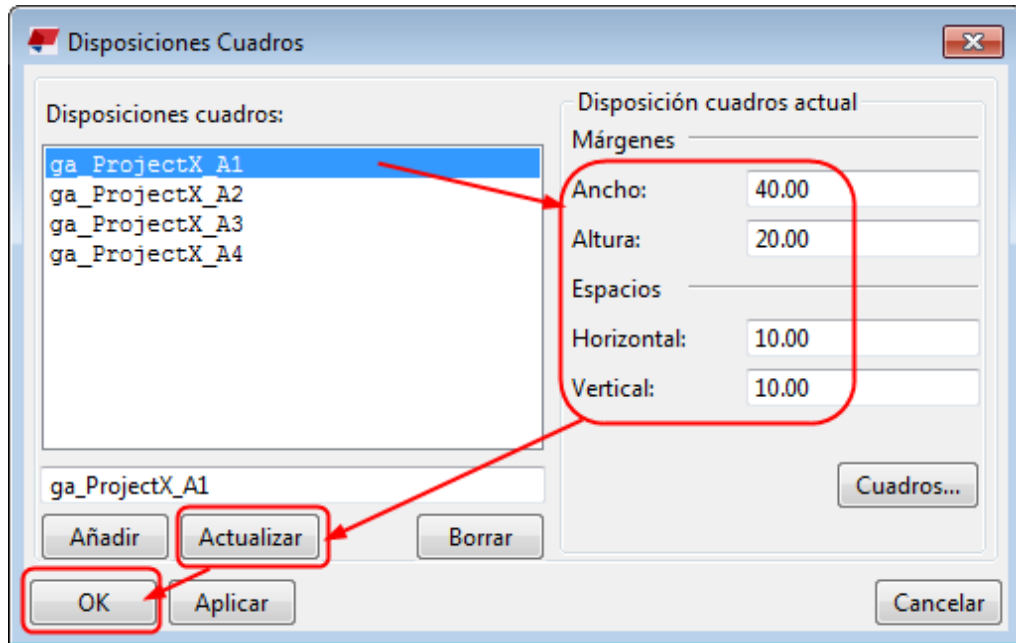 Disposiciones Cuadros
Disposiciones cuadros:
ga_ProjectX_A1
ga_ProjectX_A2
ga_ProjectX_A3
ga_ProjectX_A4
ga_ProjectX_A1
Añadir Actualizar Borrar
Disposición cuadros actual
Márgenes
Ancho: 40.00
Altura: 20.00
Espacios
Horizontal: 10.00
Vertical: 10.00
Cuadros...
OK Aplicar Cancelar